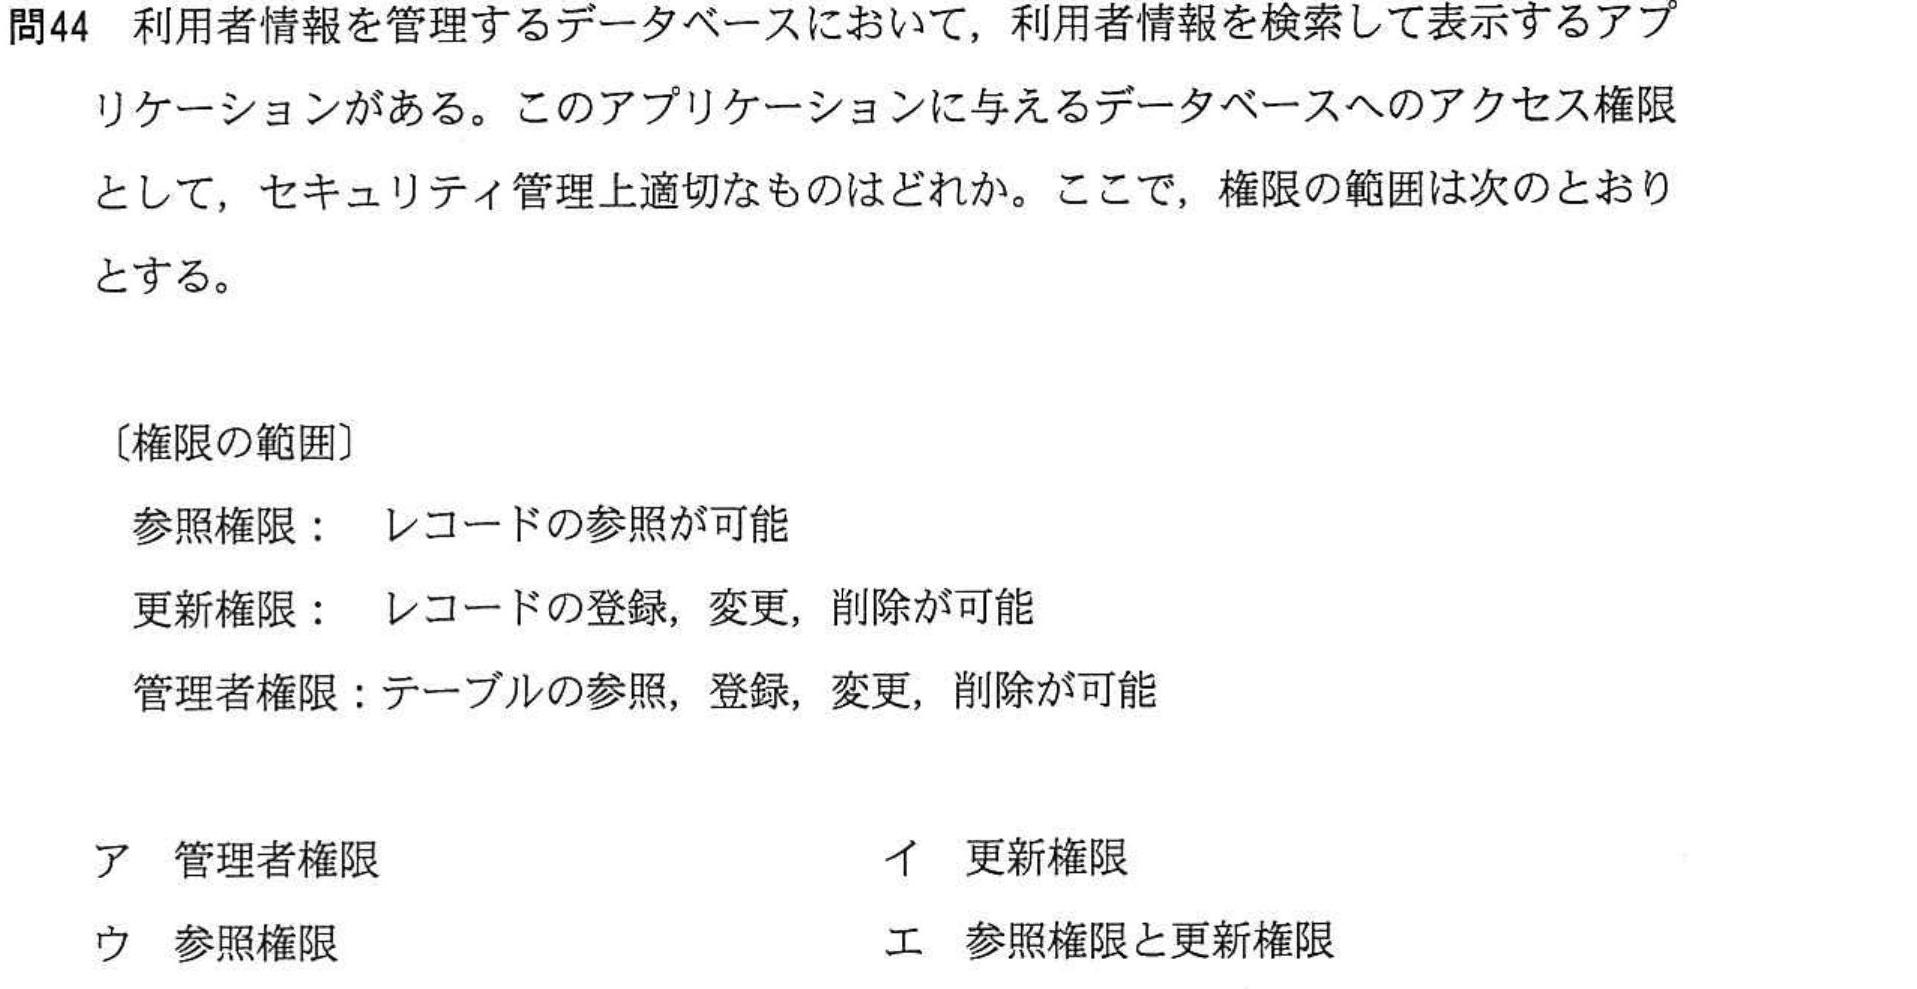 問44 利用者情報を管理するデータベースにおいて，利用者情報を検索して表示するアプ
リケーションがある。このアプリケーションに与えるデータベースへのアクセス権限
として，セキュリティ管理上適切なものはどれか。ここで，権限の範囲は次のとおり
とする。
〔権限の範囲〕
参照権限： レコードの参照が可能
更新権限： レコードの登録，変更，削除が可能
管理者権限：テーブルの参照，登録，変更，削除が可能
ア 管理者権限 イ 更新権限
ウ 参照権限 エ 参照権限と更新権限